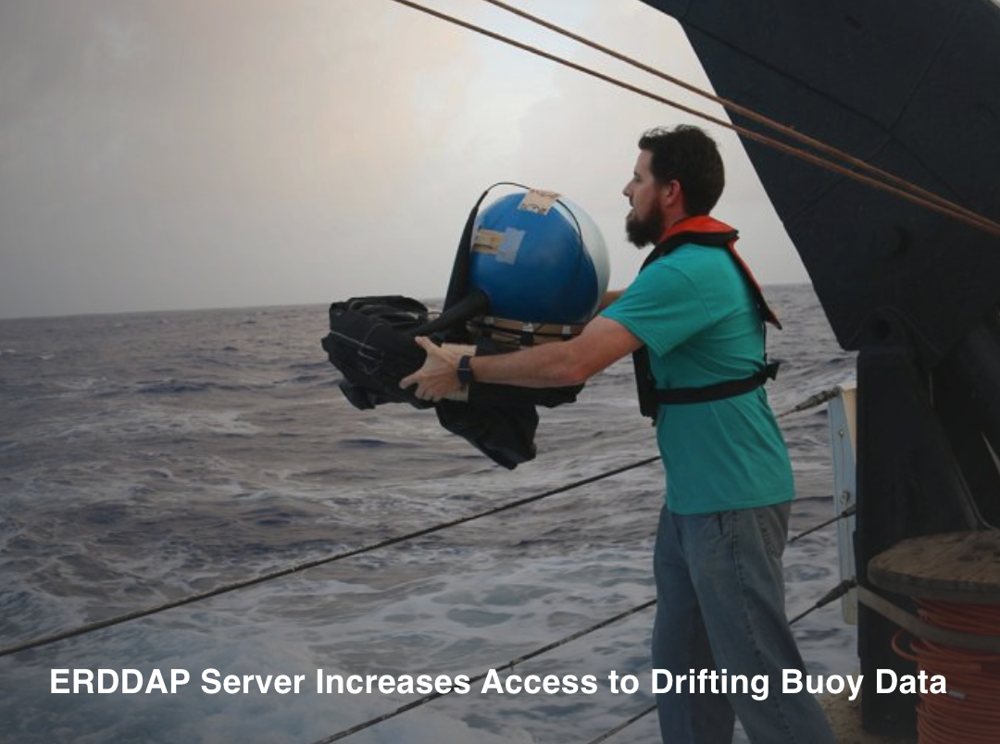 ERDDAP Server Increases Access to Drifting Buoy Data